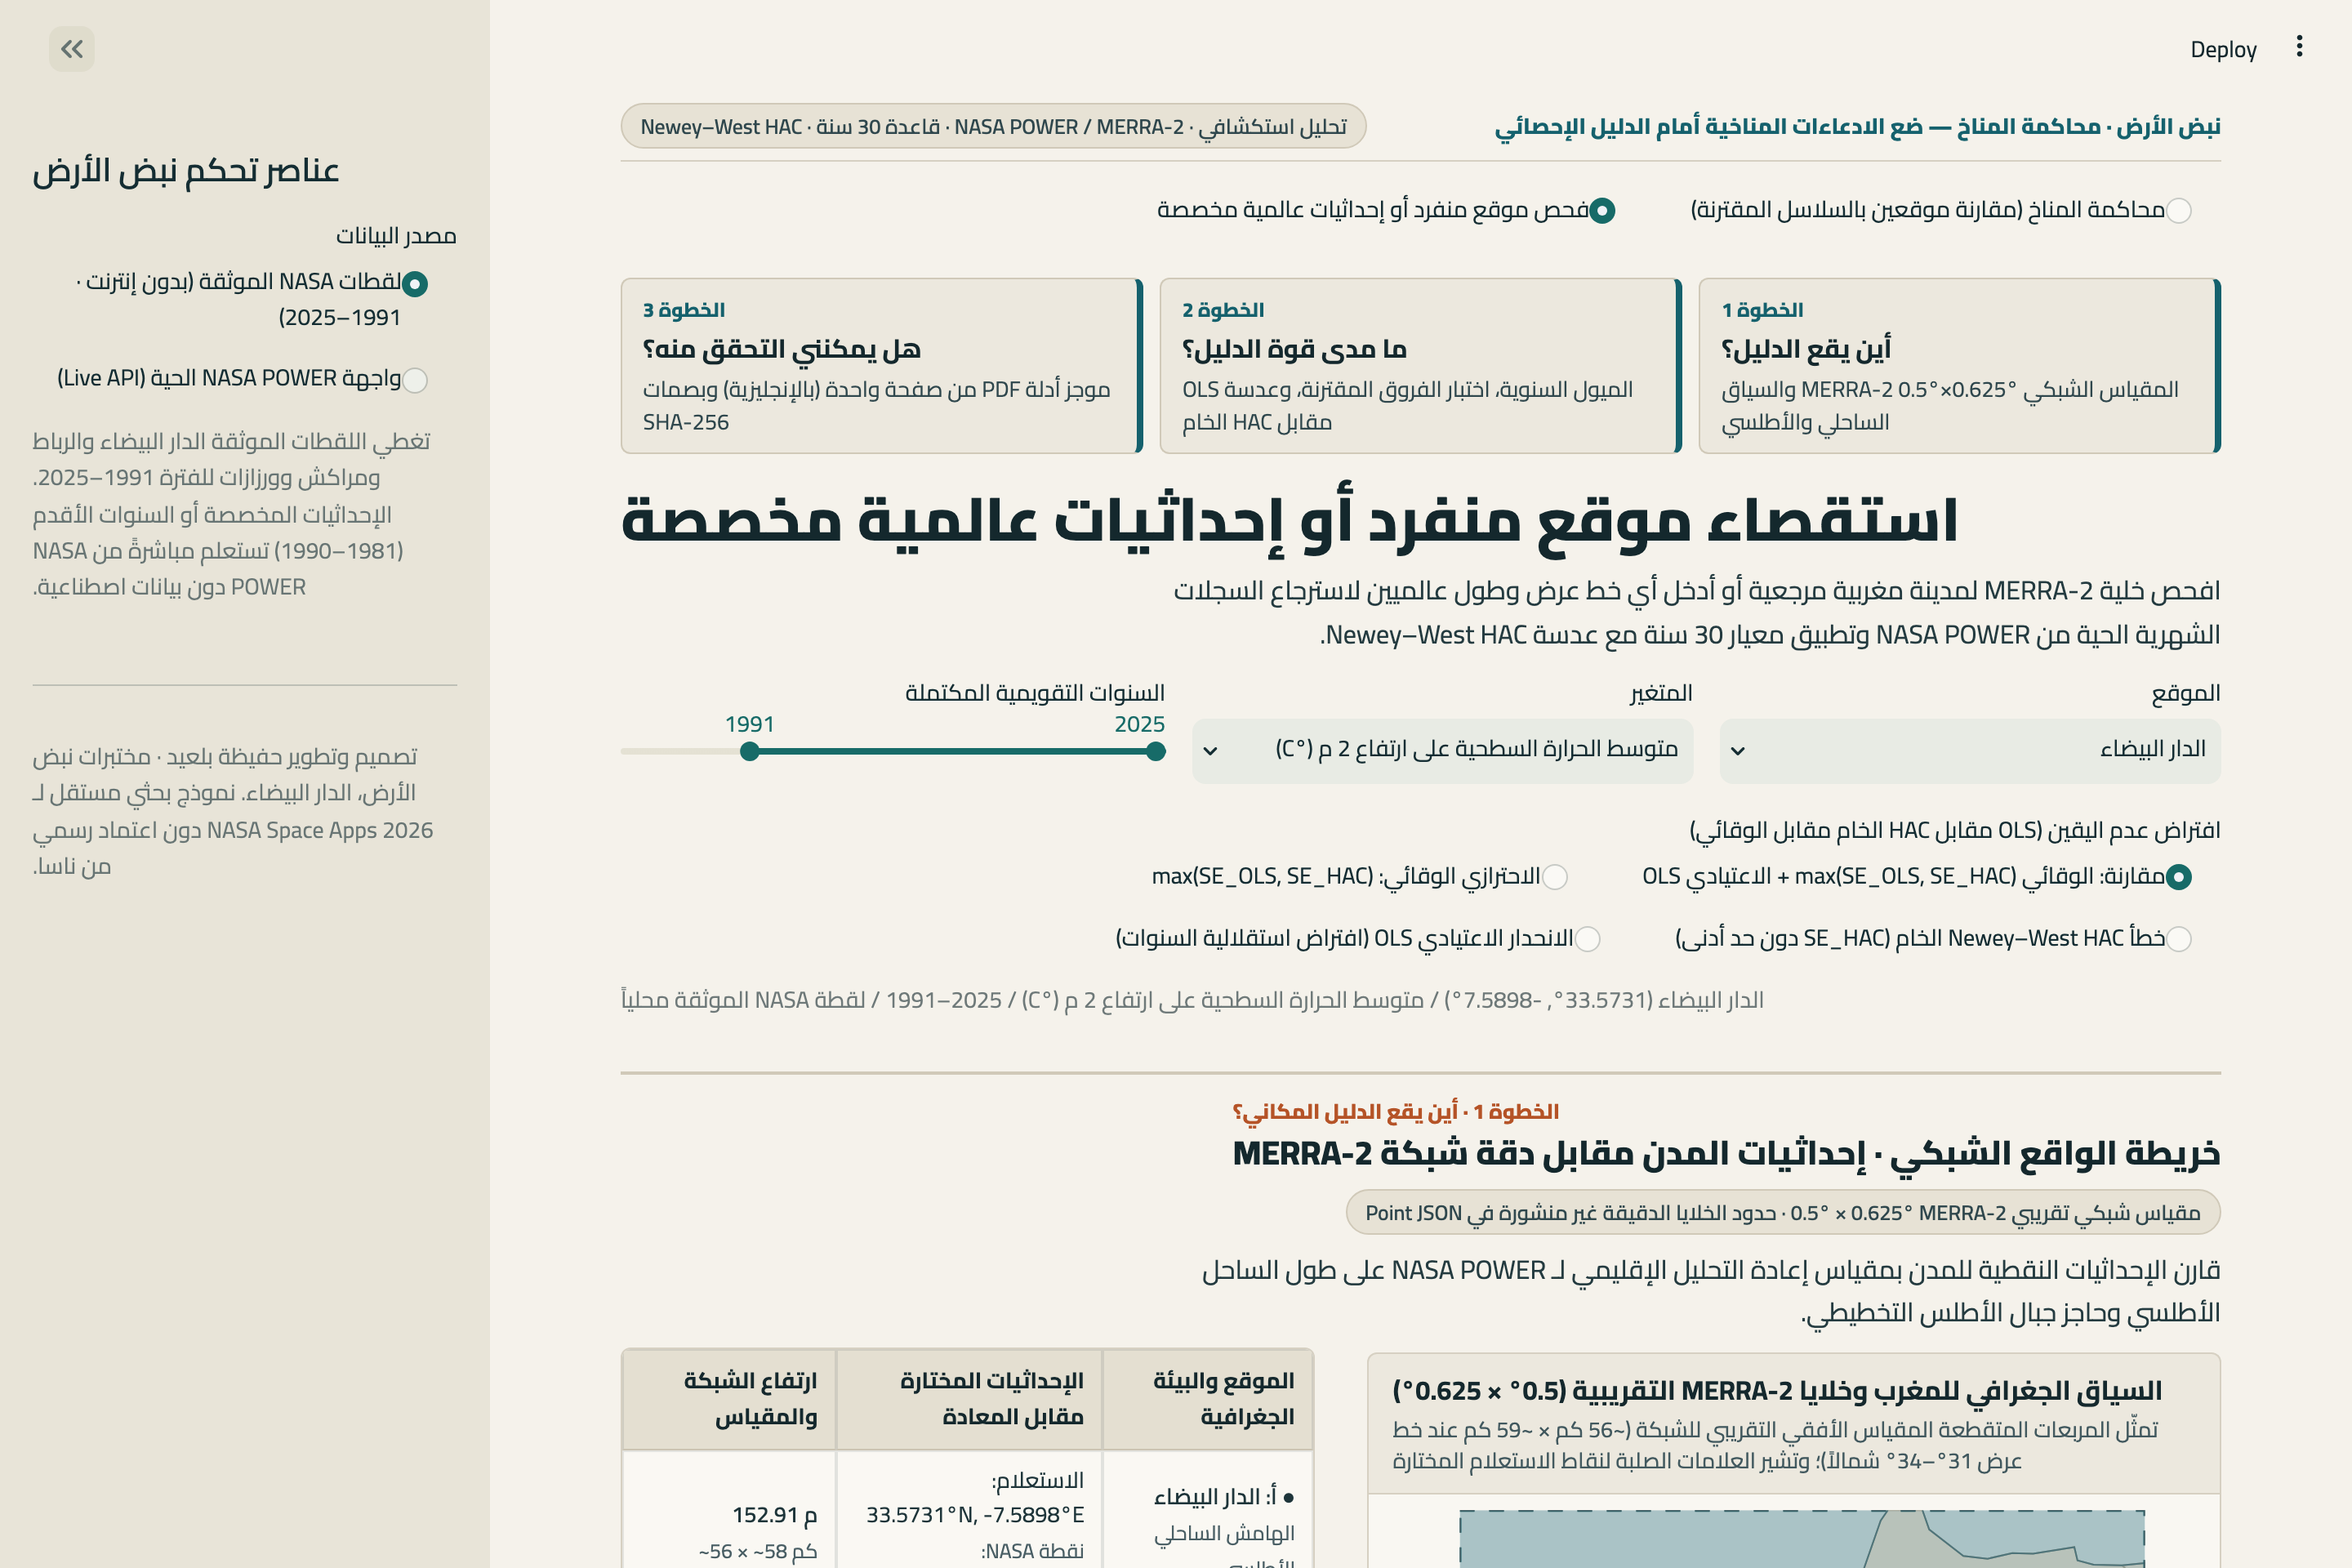 Deploy
نبض الأرض · محاكمة المناخ — ضع الادعاءات المناخية أمام الدليل الإحصائي
تحليل استكشافي · NASA POWER / MERRA-2 · قاعدة 30 سنة · Newey–West HAC
محاكمة المناخ (مقارنة موقعين بالسلاسل المقترنة)
فحص موقع منفرد أو إحداثيات عالمية مخصصة
الخطوة 1
أين يقع الدليل؟
المقياس الشبكي MERRA-2 0.5°×0.625° والسياق
الساحلي والأطلسي
الخطوة 2
ما مدى قوة الدليل؟
الميول السنوية، اختبار الفروق المقترنة، وعدسة OLS
مقابل HAC الخام
الخطوة 3
هل يمكنني التحقق منه؟
موجز أدلة PDF من صفحة واحدة (بالإنجليزية) وبصمات
SHA-256
استقصاء موقع منفرد أو إحداثيات عالمية مخصصة
افحص خلية MERRA-2 لمدينة مغربية مرجعية أو أدخل أي خط عرض وطول عالميين لاسترجاع السجلات
الشهرية الحية من NASA POWER وتطبيق معيار 30 سنة مع عدسة Newey–West HAC.
الموقع
الدار البيضاء
المتغير
متوسط الحرارة السطحية على ارتفاع 2 م (°C)
السنوات التقويمية المكتملة
1991
2025
افتراض عدم اليقين (OLS مقابل HAC الخام مقابل الوقائي)
مقارنة: الوقائي max(SE_OLS, SE_HAC) + الاعتيادي OLS
الاحترازي الوقائي: max(SE_OLS, SE_HAC)
خطأ Newey–West HAC الخام (SE_HAC دون حد أدنى)
الانحدار الاعتيادي OLS (افتراض استقلالية السنوات)
الدار البيضاء (33.5731°, -7.5898°) / متوسط الحرارة السطحية على ارتفاع 2 م (°C) / 1991–2025 / لقطة NASA الموثقة محلياً
الخطوة 1 · أين يقع الدليل المكاني؟
خريطة الواقع الشبكي · إحداثيات المدن مقابل دقة شبكة MERRA-2
مقياس شبكي تقريبي MERRA-2 0.5° × 0.625° · حدود الخلايا الدقيقة غير منشورة في Point JSON
قارن الإحداثيات النقطية للمدن بمقياس إعادة التحليل الإقليمي لـ NASA POWER على طول الساحل
الأطلسي وحاجز جبال الأطلس التخطيطي.
السياق الجغرافي للمغرب وخلايا MERRA-2 التقريبية (0.5° × 0.625°)
تمثّل المربعات المتقطعة المقياس الأفقي التقريبي للشبكة (~56 كم × ~59 كم عند خط
عرض 31°–34° شمالاً)؛ وتشير العلامات الصلبة لنقاط الاستعلام المختارة
الموقع والبيئة
الجغرافية
الإحداثيات المختارة
مقابل المعادة
ارتفاع الشبكة
والمقياس
● أ: الدار البيضاء
الهامش الساحلي
الأطلسي
الاستعلام:
33.5731°N, -7.5898°E
نقطة NASA:
152.91 م
~56 × ~58 كم
عناصر تحكم نبض الأرض
مصدر البيانات
لقطات NASA الموثقة (بدون إنترنت ·
1991–2025)
واجهة NASA POWER الحية (Live API)
تغطي اللقطات الموثقة الدار البيضاء والرباط
ومراكش وورزازات للفترة 1991–2025.
الإحداثيات المخصصة أو السنوات الأقدم
(1981–1990) تستعلم مباشرةً من NASA
POWER دون بيانات اصطناعية.
تصميم وتطوير حفيظة بلعيد · مختبرات نبض
الأرض، الدار البيضاء. نموذج بحثي مستقل لـ
NASA Space Apps 2026 دون اعتماد رسمي
من ناسا.